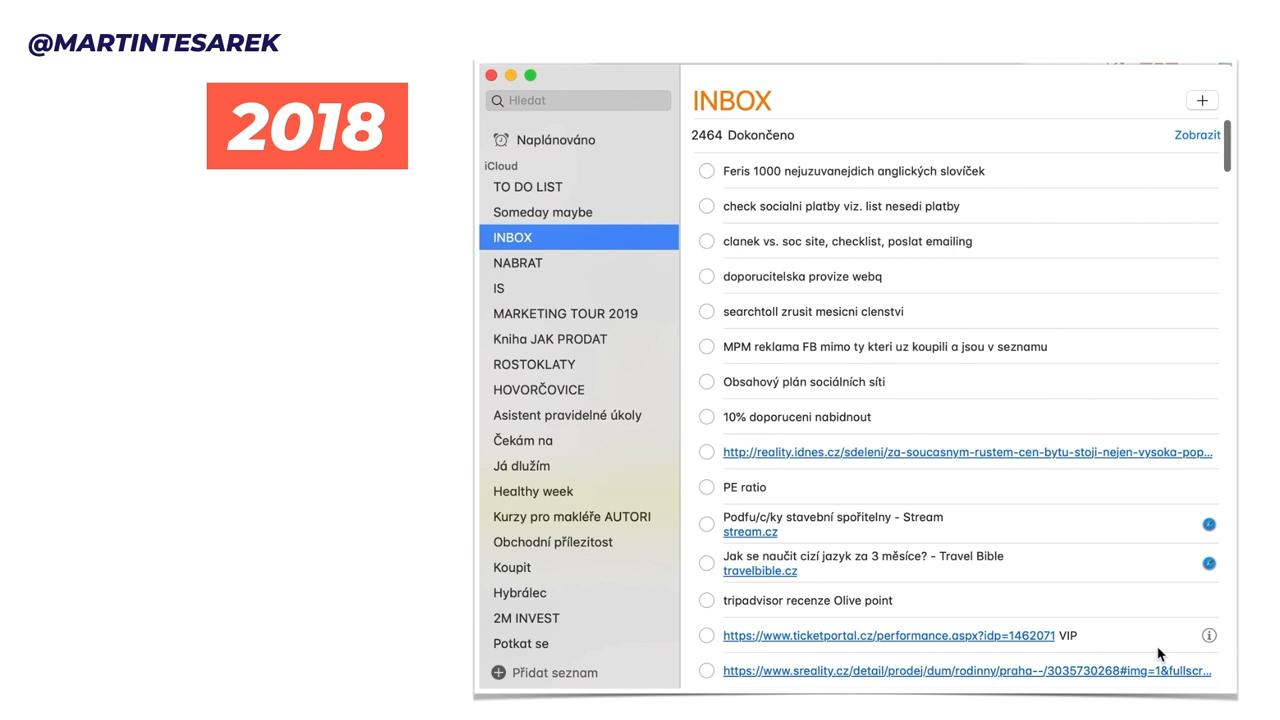 @MARTINTESAREK
2018
Hledat
Naplánováno
iCloud
TO DO LIST
Someday maybe
INBOX
NABRAT
IS
MARKETING TOUR 2019
Kniha JAK PRODAT
ROSTOKLATY
HOVORČOVICE
Asistent pravidelné úkoly
Čekám na
Já dlužím
Healthy week
Kurzy pro makléře AUTORI
Obchodní přílezitost
Koupit
Hybrálec
2M INVEST
Potkat se
Přidat seznam
INBOX
2464 Dokončeno Zobrazit
Feris 1000 nejuzuvanejdich anglických slovíček
check socialni platby viz. list nesedi platby
clanek vs. soc site, checklist, poslat emailing
doporucitelska provize webq
searchtoll zrusit mesicni clenstvi
MPM reklama FB mimo ty kteri uz koupili a jsou v seznamu
Obsahový plán sociálních síti
10% doporuceni nabidnout
http://reality.idnes.cz/sdeleni/za-soucasnym-rustem-cen-bytu-stoji-nejen-vysoka-pop...
PE ratio
Podfu/c/ky stavební spořitelny - Stream
stream.cz
Jak se naučit cizí jazyk za 3 měsíce? - Travel Bible
travelbible.cz
tripadvisor recenze Olive point
https://www.ticketportal.cz/performance.aspx?idp=1462071 VIP
https://www.sreality.cz/detail/prodej/dum/rodinny/praha--/3035730268#img=1&fullscr...